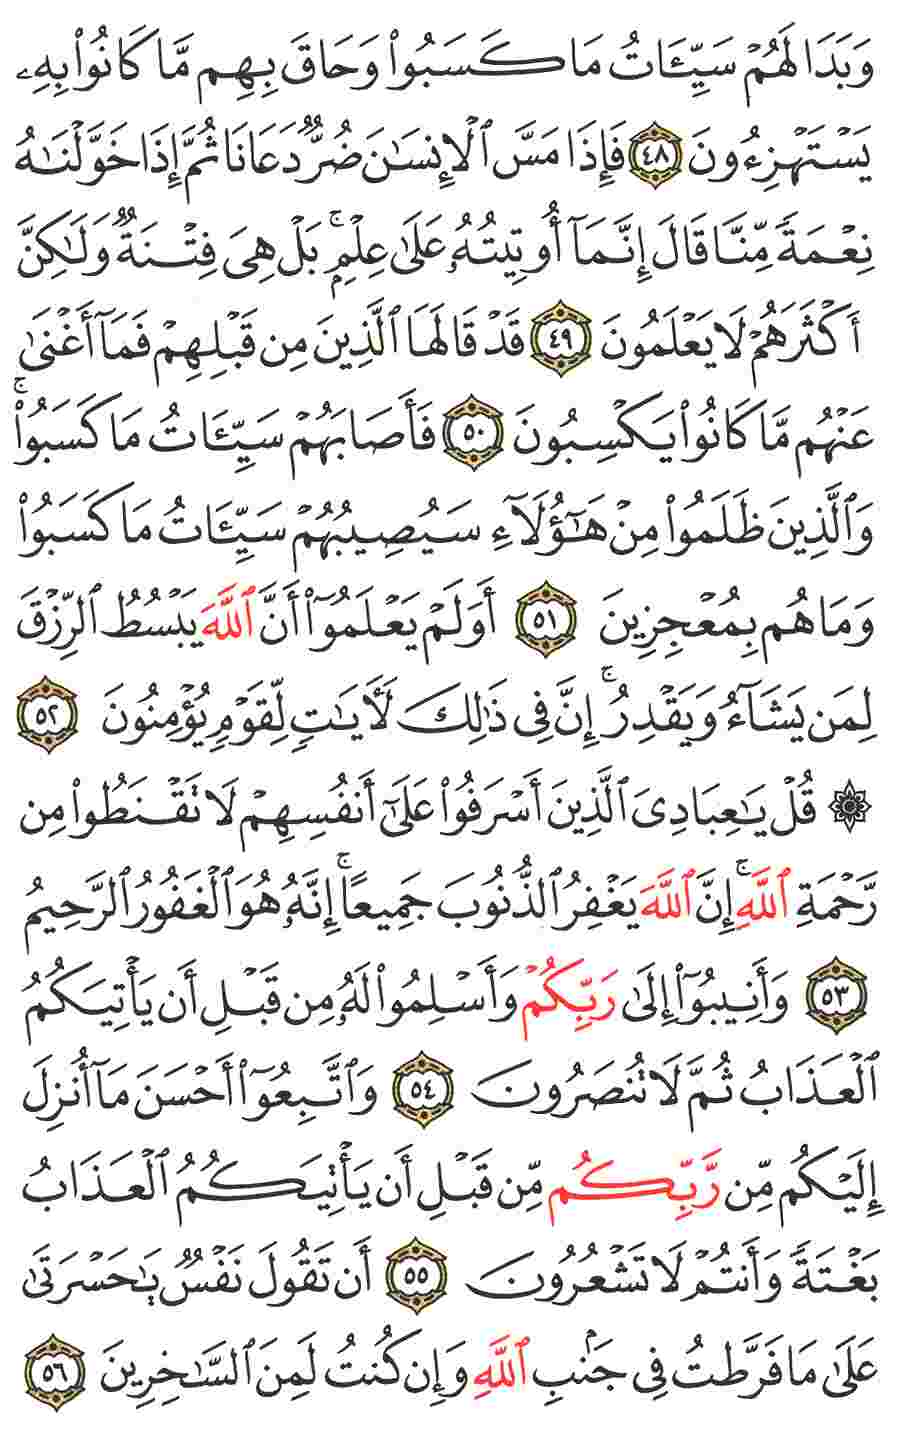 وَبَدَا لَهُمْ سَيِّـَٔاتُ مَا كَسَبُوا۟ وَحَاقَ بِهِم مَّا كَانُوا۟ بِهِۦ
يَسْتَهْزِءُونَ ٤٨ فَإِذَا مَسَّ ٱلْإِنسَـٰنَ ضُرٌّ دَعَانَا ثُمَّ إِذَا خَوَّلْنَـٰهُ
نِعْمَةً مِّنَّا قَالَ إِنَّمَآ أُوتِيتُهُۥ عَلَىٰ عِلْمٍۭ ۚ بَلْ هِىَ فِتْنَةٌ وَلَـٰكِنَّ
أَكْثَرَهُمْ لَا يَعْلَمُونَ ٤٩ قَدْ قَالَهَا ٱلَّذِينَ مِن قَبْلِهِمْ فَمَآ أَغْنَىٰ
عَنْهُم مَّا كَانُوا۟ يَكْسِبُونَ ٥٠ فَأَصَابَهُمْ سَيِّـَٔاتُ مَا كَسَبُوا۟ ۚ
وَٱلَّذِينَ ظَلَمُوا۟ مِنْ هَـٰٓؤُلَآءِ سَيُصِيبُهُمْ سَيِّـَٔاتُ مَا كَسَبُوا۟
وَمَا هُم بِمُعْجِزِينَ ٥١ أَوَلَمْ يَعْلَمُوٓا۟ أَنَّ ٱللَّهَ يَبْسُطُ ٱلرِّزْقَ
لِمَن يَشَآءُ وَيَقْدِرُ ۚ إِنَّ فِى ذَٰلِكَ لَـَٔايَـٰتٍ لِّقَوْمٍ يُؤْمِنُونَ ٥٢
۞ قُلْ يَـٰعِبَادِىَ ٱلَّذِينَ أَسْرَفُوا۟ عَلَىٰٓ أَنفُسِهِمْ لَا تَقْنَطُوا۟ مِن
رَّحْمَةِ ٱللَّهِ ۚ إِنَّ ٱللَّهَ يَغْفِرُ ٱلذُّنُوبَ جَمِيعًا ۚ إِنَّهُۥ هُوَ ٱلْغَفُورُ ٱلرَّحِيمُ
٥٣ وَأَنِيبُوٓا۟ إِلَىٰ رَبِّكُمْ وَأَسْلِمُوا۟ لَهُۥ مِن قَبْلِ أَن يَأْتِيَكُمُ
ٱلْعَذَابُ ثُمَّ لَا تُنصَرُونَ ٥٤ وَٱتَّبِعُوٓا۟ أَحْسَنَ مَآ أُنزِلَ
إِلَيْكُم مِّن رَّبِّكُم مِّن قَبْلِ أَن يَأْتِيَكُمُ ٱلْعَذَابُ
بَغْتَةً وَأَنتُمْ لَا تَشْعُرُونَ ٥٥ أَن تَقُولَ نَفْسٌ يَـٰحَسْرَتَىٰ
عَلَىٰ مَا فَرَّطتُ فِى جَنۢبِ ٱللَّهِ وَإِن كُنتُ لَمِنَ ٱلسَّـٰخِرِينَ ٥٦